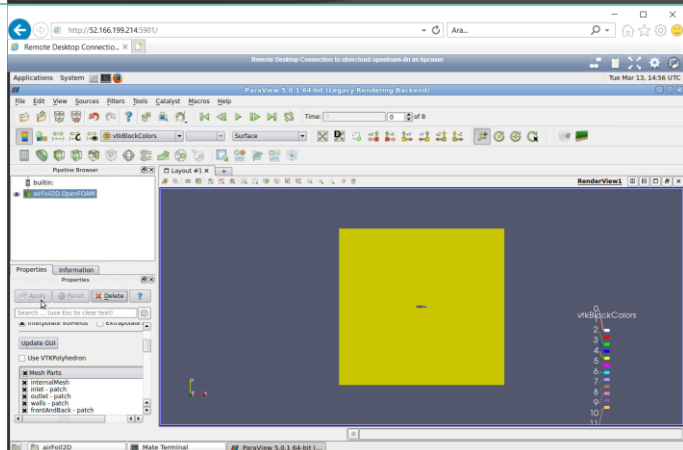 http://52.166.199.214:5901/
Ara...
Remote Desktop Connectio...
Remote Desktop Connection to ubercloud-openfoam-dn as hpcuser
Applications System
Tue Mar 13, 14:56 UTC
ParaView 5.0.1 64-bit (Legacy Rendering Backend)
File Edit View Sources Filters Tools Catalyst Macros Help
Time: 0 of 8
vtkBlockColors Surface
Pipeline Browser
Layout #1
builtin:
RenderView1
airFoil2D.OpenFOAM
Properties Information
Properties
Apply Reset Delete ?
Search ... (use Esc to clear text)
Interpolate volFields Extrapolate
Update GUI
Use VTKPolyhedron
Mesh Parts
internalMesh
inlet - patch
outlet - patch
walls - patch
frontAndBack - patch
vtkBlockColors
0
1
2
3
4
5
6
7
8
9
10
11
airFoil2D
Mate Terminal
ParaView 5.0.1 64-bit (...